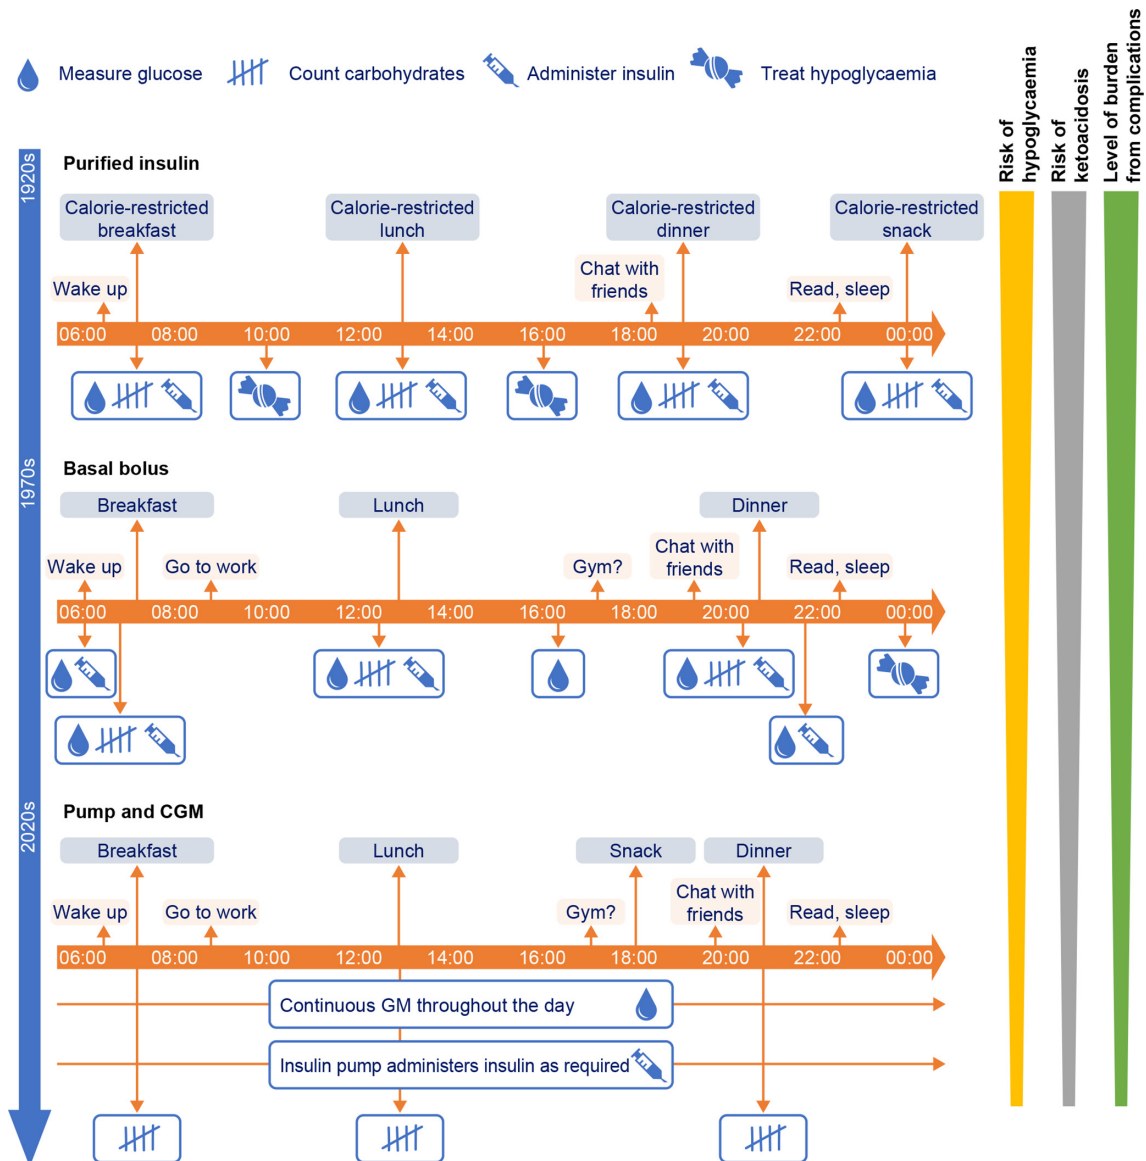 Measure glucose
Count carbohydrates
Administer insulin
Treat hypoglycaemia
Risk of
hypoglycaemia
Risk of
ketoacidosis
Level of burden
from complications
1920s
Purified insulin
Calorie-restricted
breakfast
Calorie-restricted
lunch
Calorie-restricted
dinner
Calorie-restricted
snack
Wake up
Chat with
friends
Read, sleep
06:00 08:00 10:00 12:00 14:00 16:00 18:00 20:00 22:00 00:00
1970s
Basal bolus
Breakfast
Lunch
Dinner
Wake up
Go to work
Gym?
Chat with
friends
Read, sleep
06:00 08:00 10:00 12:00 14:00 16:00 18:00 20:00 22:00 00:00
2020s
Pump and CGM
Breakfast
Lunch
Snack
Dinner
Wake up
Go to work
Gym?
Chat with
friends
Read, sleep
06:00 08:00 10:00 12:00 14:00 16:00 18:00 20:00 22:00 00:00
Continuous GM throughout the day
Insulin pump administers insulin as required